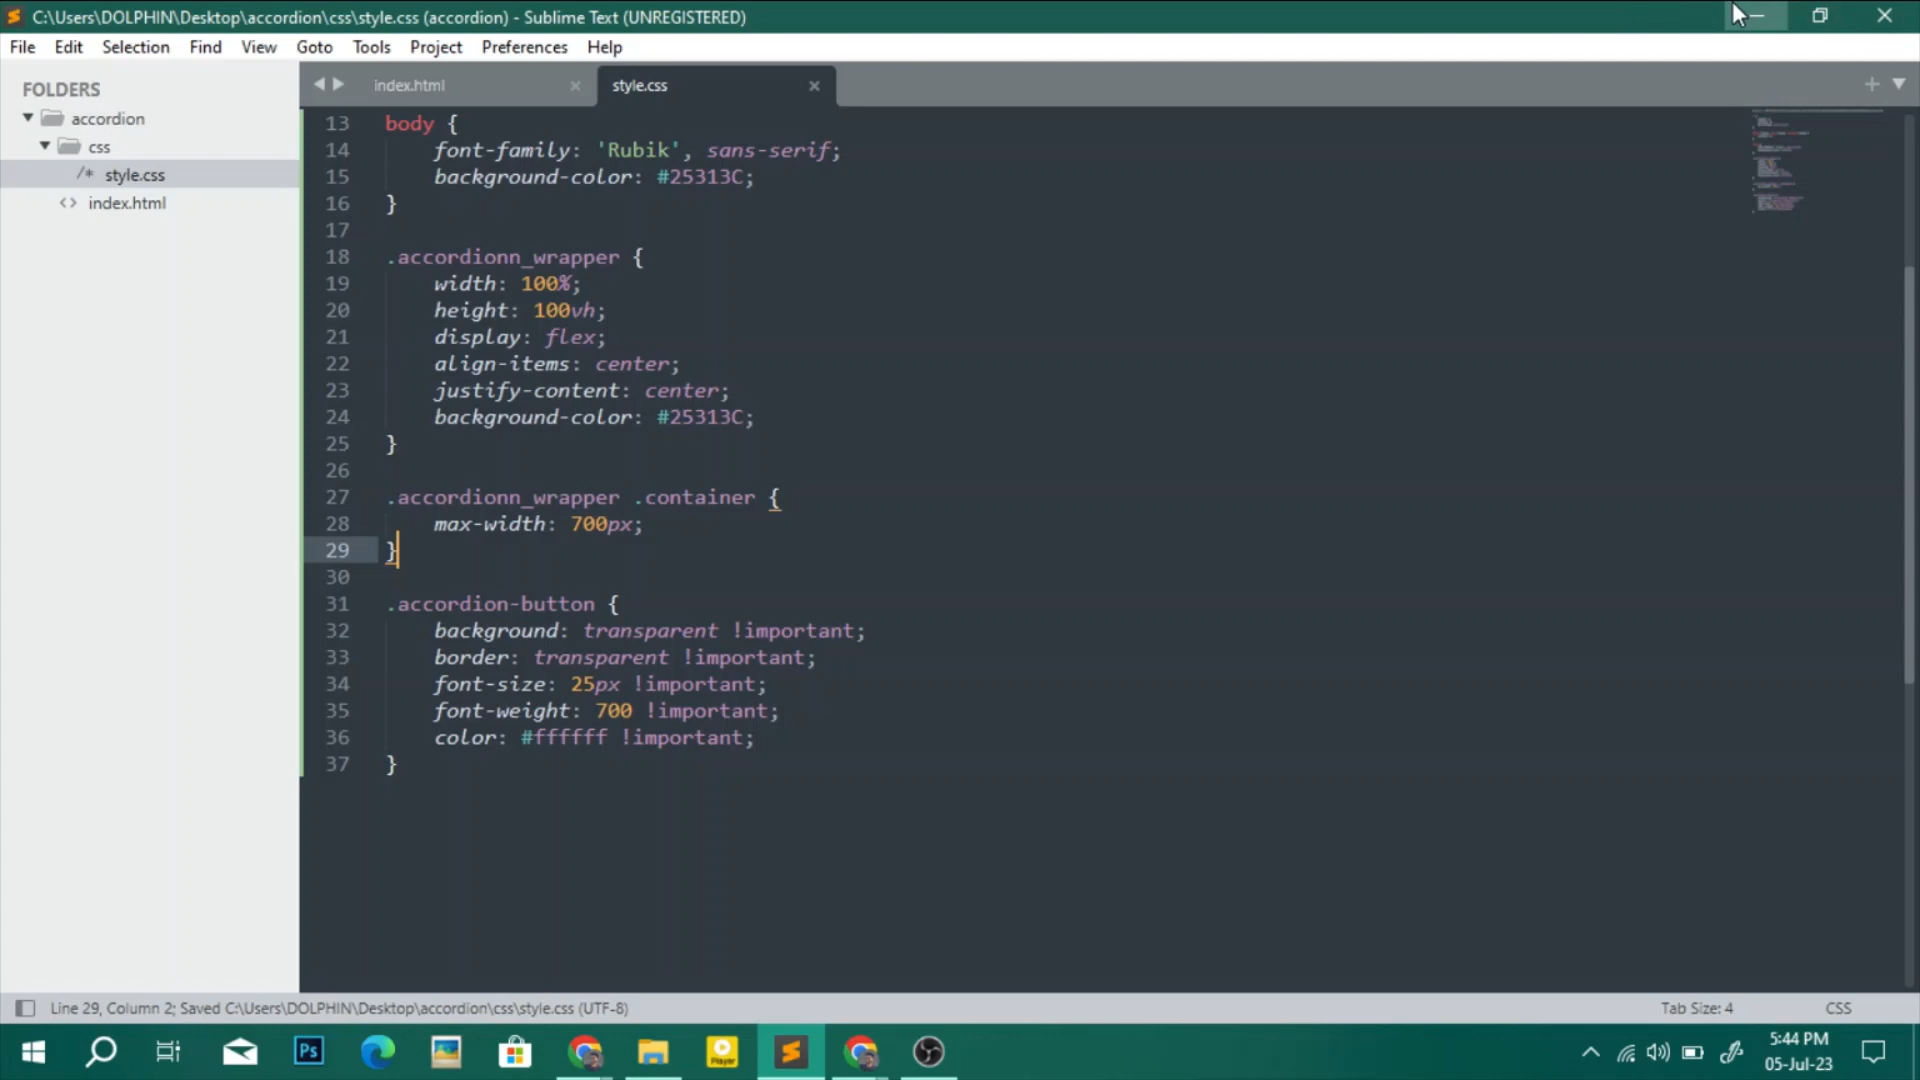 C:\Users\DOLPHIN\Desktop\accordion\css\style.css (accordion) - Sublime Text (UNREGISTERED)
File Edit Selection Find View Goto Tools Project Preferences Help
FOLDERS
accordion
css
/* style.css
<> index.html
index.html
style.css
13 body {
14 font-family: 'Rubik', sans-serif;
15 background-color: #25313C;
16 }
17
18 .accordionn_wrapper {
19 width: 100%;
20 height: 100vh;
21 display: flex;
22 align-items: center;
23 justify-content: center;
24 background-color: #25313C;
25 }
26
27 .accordionn_wrapper .container {
28 max-width: 700px;
29 }
30
31 .accordion-button {
32 background: transparent !important;
33 border: transparent !important;
34 font-size: 25px !important;
35 font-weight: 700 !important;
36 color: #ffffff !important;
37 }
Line 29, Column 2; Saved C:\Users\DOLPHIN\Desktop\accordion\css\style.css (UTF-8)
Tab Size: 4
CSS
Ps
Player
5:44 PM
05-Jul-23